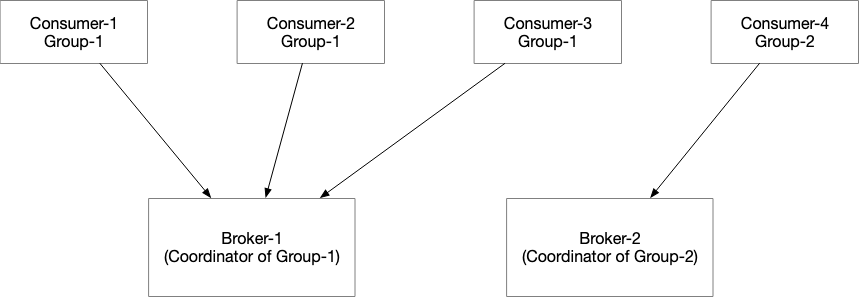 Consumer-1
Group-1
Consumer-2
Group-1
Consumer-3
Group-1
Consumer-4
Group-2
Broker-1
(Coordinator of Group-1)
Broker-2
(Coordinator of Group-2)